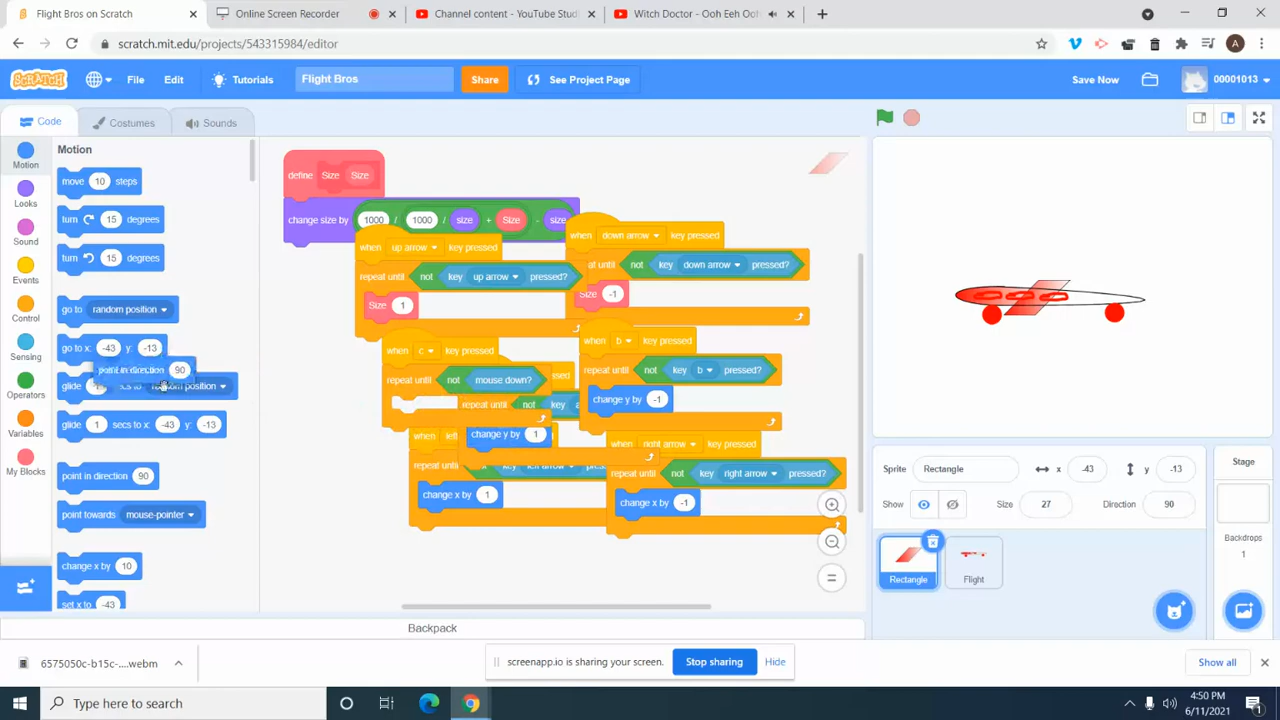 Flight Bros on Scratch
Online Screen Recorder
Channel content - YouTube Stud
Witch Doctor - Ooh Eeh Ooh
scratch.mit.edu/projects/543315984/editor
A
SCRATCH
File
Edit
Tutorials
Flight Bros
Share
See Project Page
Save Now
00001013
Code
Costumes
Sounds
Motion
Looks
Sound
Events
Control
Sensing
Operators
Variables
My Blocks
Motion
move 10 steps
turn 15 degrees
turn 15 degrees
go to random position
go to x: -43 y: -13
point in direction 90
glide secs to random position
glide 1 secs to x: -43 y: -13
point in direction 90
point towards mouse-pointer
change x by 10
set x to -43
define Size Size
change size by 1000 / 1000 / size + Size - size
when up arrow key pressed
repeat until not key up arrow pressed?
Size 1
when down arrow key pressed
at until not key down arrow pressed?
Size -1
when c key pressed
repeat until not mouse down?
repeat until not key
change y by 1
when b key pressed
repeat until not key b pressed?
change y by -1
when left
repeat until
change x by 1
when right arrow key pressed
repeat until not key right arrow pressed?
change x by -1
Sprite Rectangle x -43 y -13
Show Size 27 Direction 90
Rectangle
Flight
Stage
Backdrops
1
Backpack
6575050c-b15c-....webm
screenapp.io is sharing your screen.
Stop sharing
Hide
Show all
Type here to search
4:50 PM
6/11/2021
1